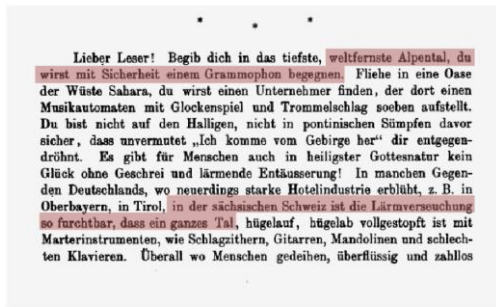 * * *
Lieber Leser! Begib dich in das tiefste, weltfernste Alpental, du
wirst mit Sicherheit einem Grammophon begegnen. Fliehe in eine Oase
der Wüste Sahara, du wirst einen Unternehmer finden, der dort einen
Musikautomaten mit Glockenspiel und Trommelschlag soeben aufstellt.
Du bist nicht auf den Halligen, nicht in pontinischen Sümpfen davor
sicher, dass unvermutet „Ich komme vom Gebirge her“ dir entgegen-
dröhnt. Es gibt für Menschen auch in heiligster Gottesnatur kein
Glück ohne Geschrei und lärmende Entäusserung! In manchen Gegen-
den Deutschlands, wo neuerdings starke Hotelindustrie erblüht, z. B. in
Oberbayern, in Tirol, in der sächsischen Schweiz ist die Lärmverseuchung
so furchtbar, dass ein ganzes Tal, hügelauf, hügelab vollgestopft ist mit
Marterinstrumenten, wie Schlagzithern, Gitarren, Mandolinen und schlech-
ten Klavieren. Überall wo Menschen gedeihen, überflüssig und zahllos